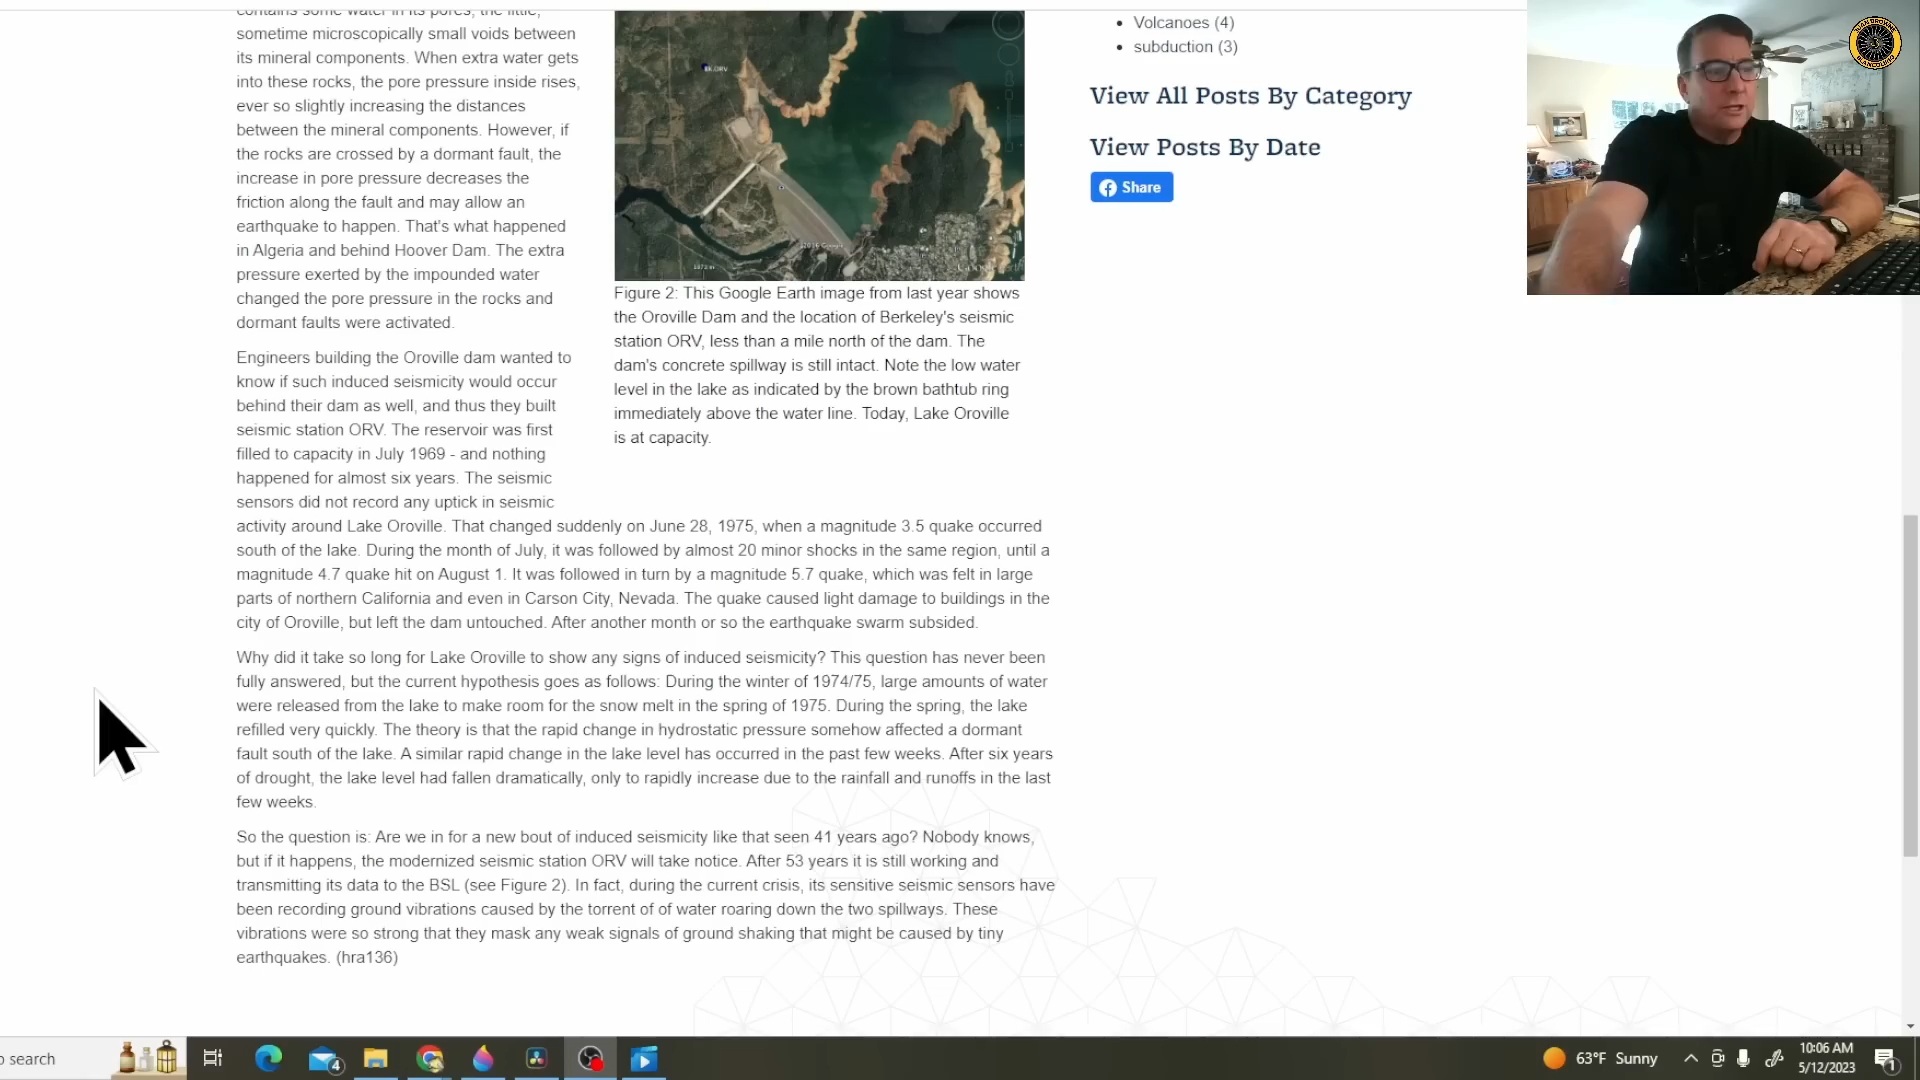 contains some water in its pores, the little,
sometime microscopically small voids between
its mineral components. When extra water gets
into these rocks, the pore pressure inside rises,
ever so slightly increasing the distances
between the mineral components. However, if
the rocks are crossed by a dormant fault, the
increase in pore pressure decreases the
friction along the fault and may allow an
earthquake to happen. That's what happened
in Algeria and behind Hoover Dam. The extra
pressure exerted by the impounded water
changed the pore pressure in the rocks and
dormant faults were activated.
Engineers building the Oroville dam wanted to
know if such induced seismicity would occur
behind their dam as well, and thus they built
seismic station ORV. The reservoir was first
filled to capacity in July 1969 - and nothing
happened for almost six years. The seismic
sensors did not record any uptick in seismic
activity around Lake Oroville. That changed suddenly on June 28, 1975, when a magnitude 3.5 quake occurred
south of the lake. During the month of July, it was followed by almost 20 minor shocks in the same region, until a
magnitude 4.7 quake hit on August 1. It was followed in turn by a magnitude 5.7 quake, which was felt in large
parts of northern California and even in Carson City, Nevada. The quake caused light damage to buildings in the
city of Oroville, but left the dam untouched. After another month or so the earthquake swarm subsided.
Why did it take so long for Lake Oroville to show any signs of induced seismicity? This question has never been
fully answered, but the current hypothesis goes as follows: During the winter of 1974/75, large amounts of water
were released from the lake to make room for the snow melt in the spring of 1975. During the spring, the lake
refilled very quickly. The theory is that the rapid change in hydrostatic pressure somehow affected a dormant
fault south of the lake. A similar rapid change in the lake level has occurred in the past few weeks. After six years
of drought, the lake level had fallen dramatically, only to rapidly increase due to the rainfall and runoffs in the last
few weeks.
So the question is: Are we in for a new bout of induced seismicity like that seen 41 years ago? Nobody knows,
but if it happens, the modernized seismic station ORV will take notice. After 53 years it is still working and
transmitting its data to the BSL (see Figure 2). In fact, during the current crisis, its sensitive seismic sensors have
been recording ground vibrations caused by the torrent of of water roaring down the two spillways. These
vibrations were so strong that they mask any weak signals of ground shaking that might be caused by tiny
earthquakes. (hra136)
BK.ORV
©2016 Google
Figure 2: This Google Earth image from last year shows
the Oroville Dam and the location of Berkeley's seismic
station ORV, less than a mile north of the dam. The
dam's concrete spillway is still intact. Note the low water
level in the lake as indicated by the brown bathtub ring
immediately above the water line. Today, Lake Oroville
is at capacity.
Volcanoes (4)
subduction (3)
View All Posts By Category
View Posts By Date
Share
JUAN BROWNE
BLANCOLIRIO
search
4
63°F Sunny
10:06 AM
5/12/2023
1